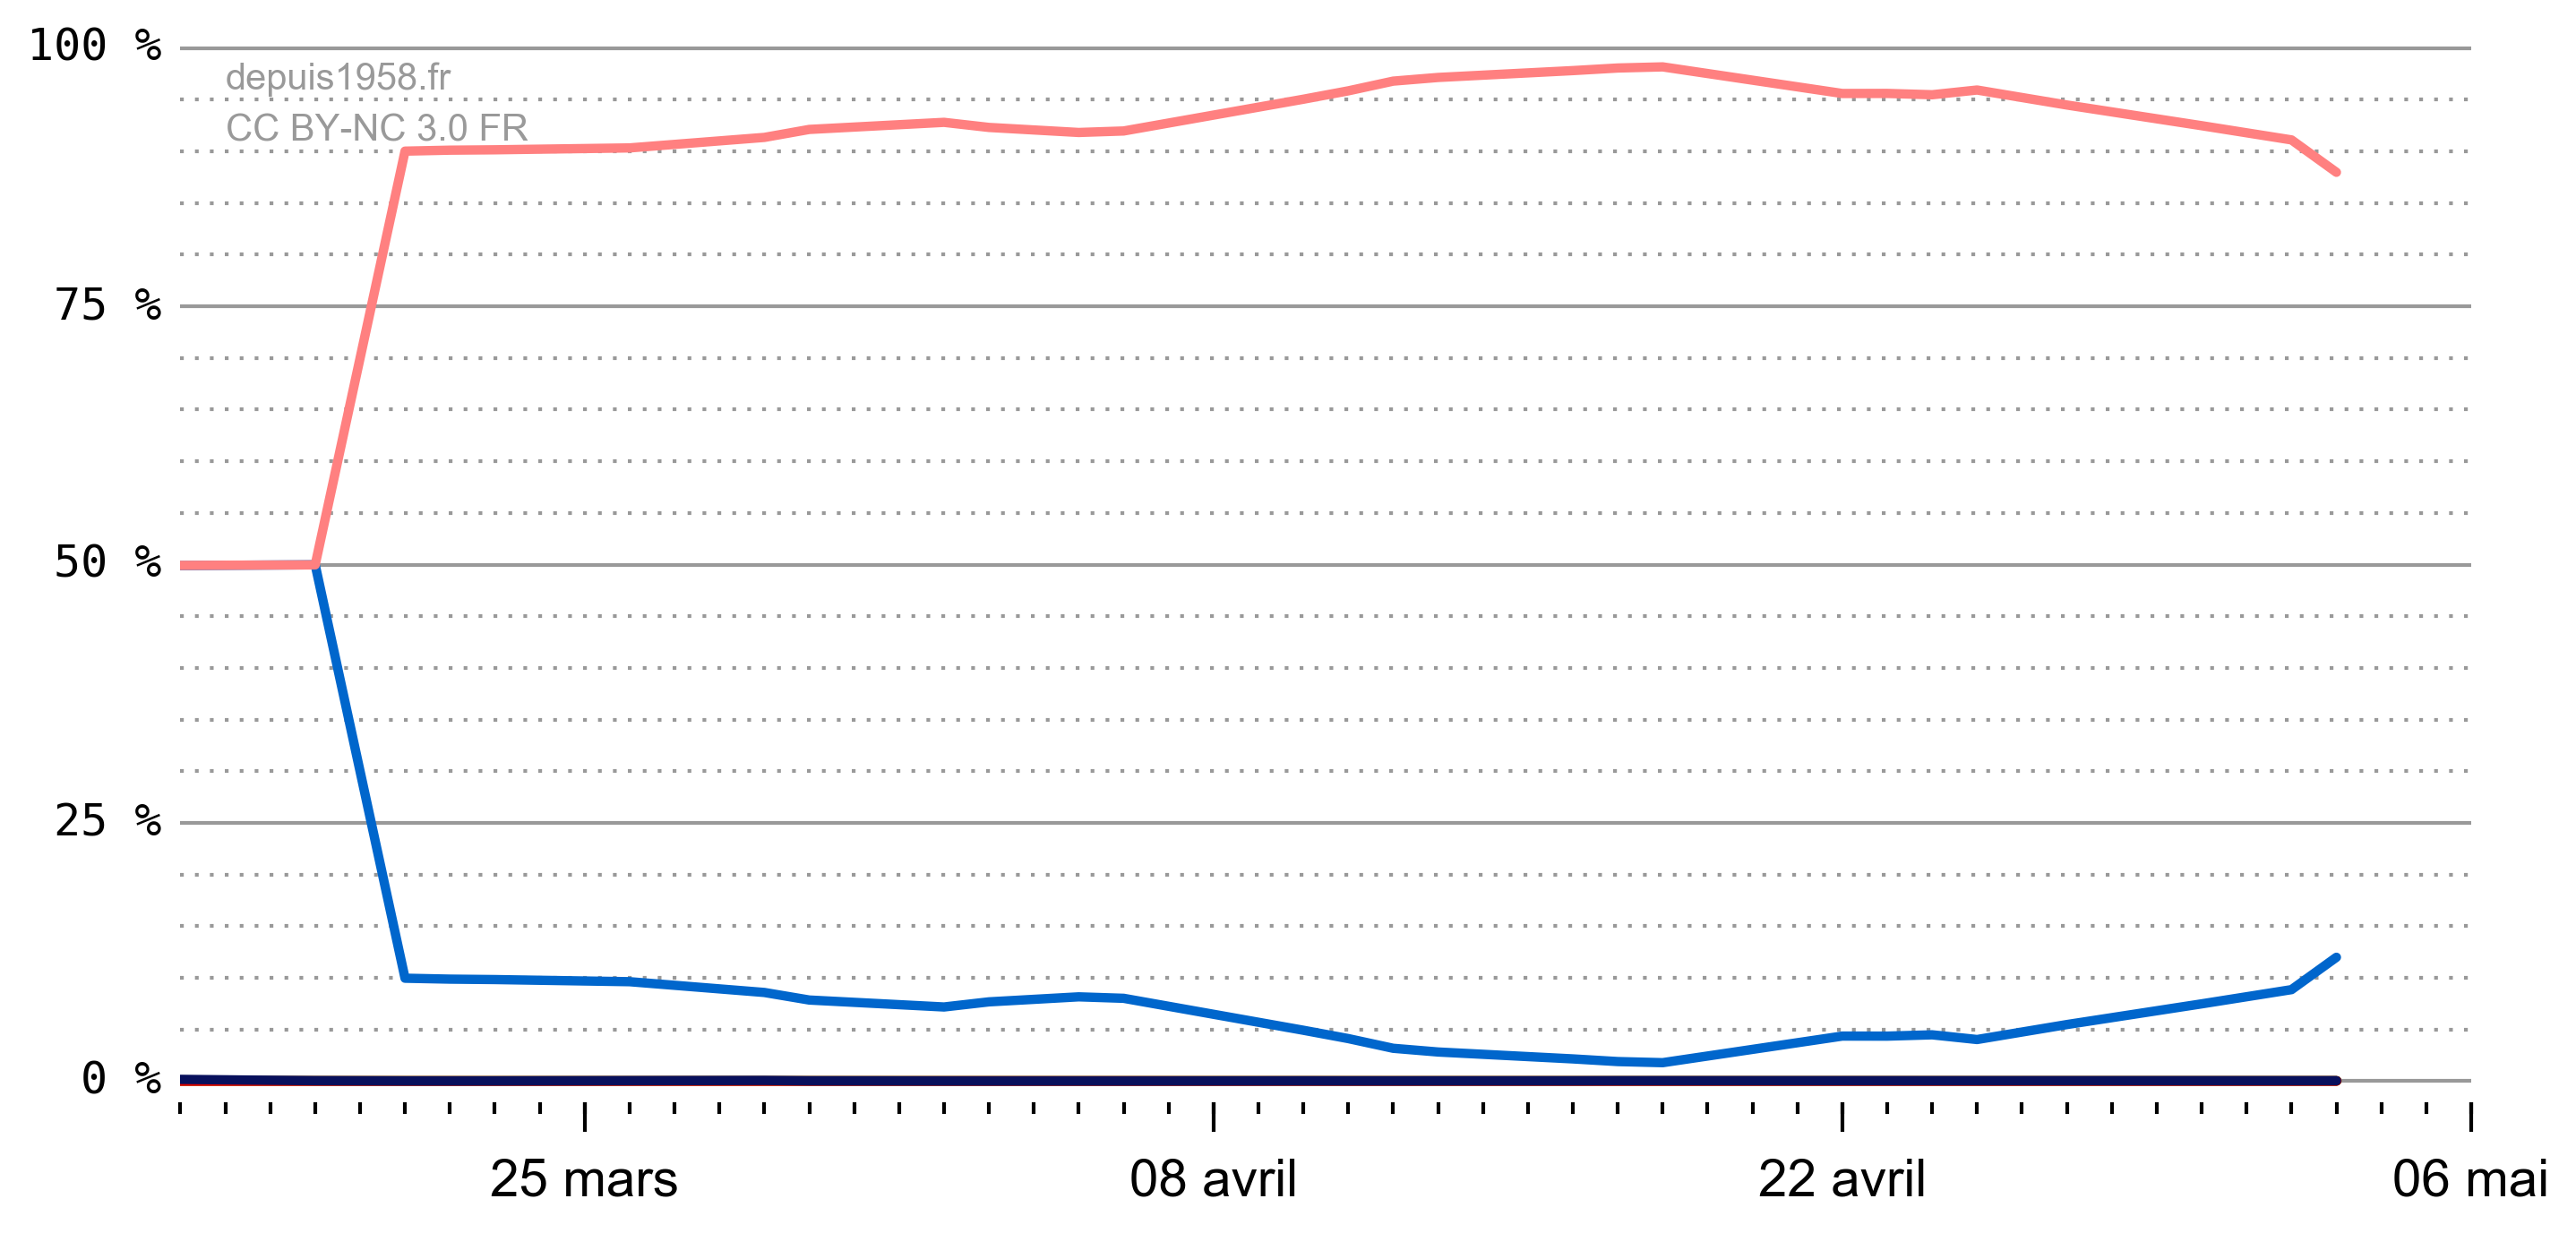 100 %
depuis1958.fr
CC BY-NC 3.0 FR
75 %
50 %
25 %
0 %
25 mars
08 avril
22 avril
06 mai